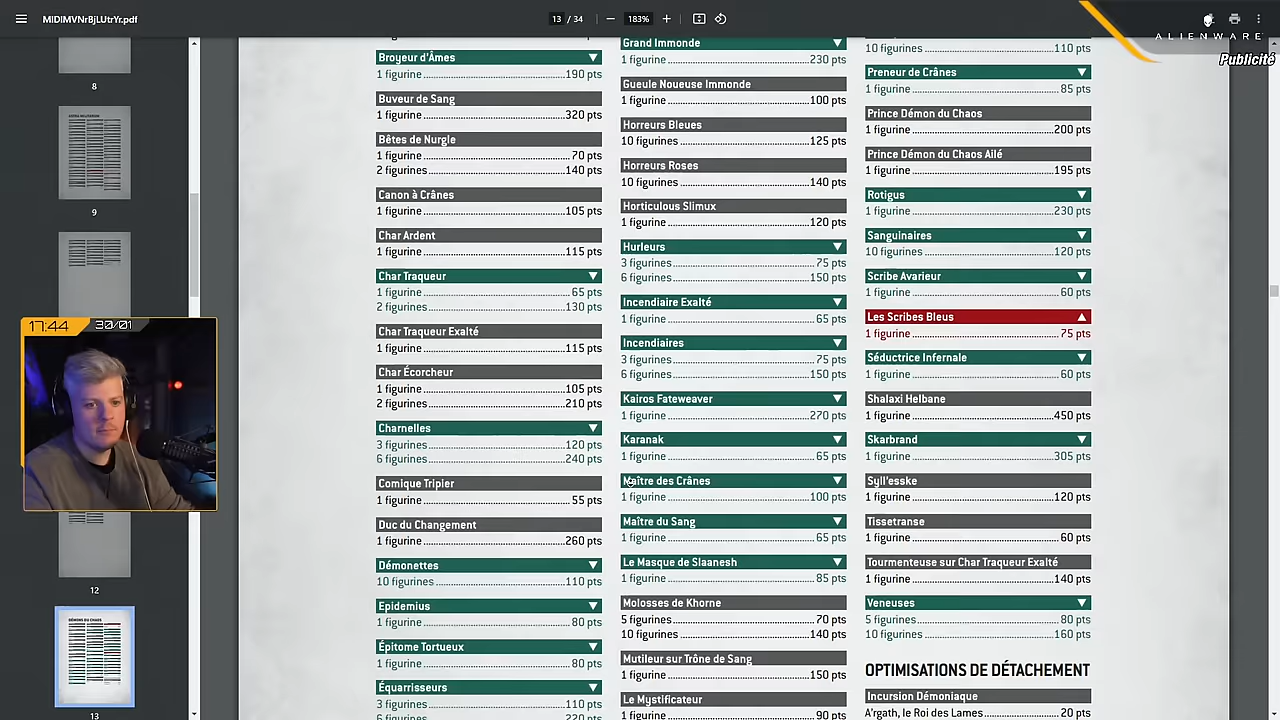 MIDIMVNrBjLUtrYr.pdf
13 / 34
183%
ALIENWARE
Publicité
8
9
12
13
17:44
30/01
Broyeur d'Âmes
1 figurine 190 pts
Buveur de Sang
1 figurine 320 pts
Bêtes de Nurgle
1 figurine 70 pts
2 figurines 140 pts
Canon à Crânes
1 figurine 105 pts
Char Ardent
1 figurine 115 pts
Char Traqueur
1 figurine 65 pts
2 figurines 130 pts
Char Traqueur Exalté
1 figurine 115 pts
Char Écorcheur
1 figurine 105 pts
2 figurines 210 pts
Charnelles
3 figurines 120 pts
6 figurines 240 pts
Comique Tripier
1 figurine 55 pts
Duc du Changement
1 figurine 260 pts
Démonettes
10 figurines 110 pts
Epidemius
1 figurine 80 pts
Épitome Tortueux
1 figurine 80 pts
Équarrisseurs
3 figurines 110 pts
6 figurines 220 pts
Grand Immonde
1 figurine 230 pts
Gueule Noueuse Immonde
1 figurine 100 pts
Horreurs Bleues
10 figurines 125 pts
Horreurs Roses
10 figurines 140 pts
Horticulous Slimux
1 figurine 120 pts
Hurleurs
3 figurines 75 pts
6 figurines 150 pts
Incendiaire Exalté
1 figurine 65 pts
Incendiaires
3 figurines 75 pts
6 figurines 150 pts
Kairos Fateweaver
1 figurine 270 pts
Karanak
1 figurine 65 pts
Maître des Crânes
1 figurine 100 pts
Maître du Sang
1 figurine 65 pts
Le Masque de Slaanesh
1 figurine 85 pts
Molosses de Khorne
5 figurines 70 pts
10 figurines 140 pts
Mutileur sur Trône de Sang
1 figurine 150 pts
Le Mystificateur
1 figurine 90 pts
10 figurines 110 pts
Preneur de Crânes
1 figurine 85 pts
Prince Démon du Chaos
1 figurine 200 pts
Prince Démon du Chaos Ailé
1 figurine 195 pts
Rotigus
1 figurine 230 pts
Sanguinaires
10 figurines 120 pts
Scribe Avarieur
1 figurine 60 pts
Les Scribes Bleus
1 figurine 75 pts
Séductrice Infernale
1 figurine 60 pts
Shalaxi Helbane
1 figurine 450 pts
Skarbrand
1 figurine 305 pts
Syll'esske
1 figurine 120 pts
Tissetranse
1 figurine 60 pts
Tourmenteuse sur Char Traqueur Exalté
1 figurine 140 pts
Veneuses
5 figurines 80 pts
10 figurines 160 pts
OPTIMISATIONS DE DÉTACHEMENT
Incursion Démoniaque
A'rgath, le Roi des Lames 20 pts